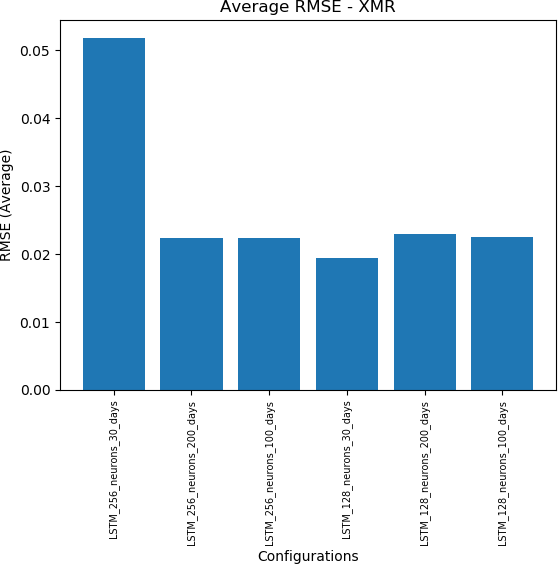 Average RMSE - XMR
RMSE (Average)
0.05
0.04
0.03
0.02
0.01
0.00
LSTM_256_neurons_30_days
LSTM_256_neurons_200_days
LSTM_256_neurons_100_days
LSTM_128_neurons_30_days
LSTM_128_neurons_200_days
LSTM_128_neurons_100_days
Configurations